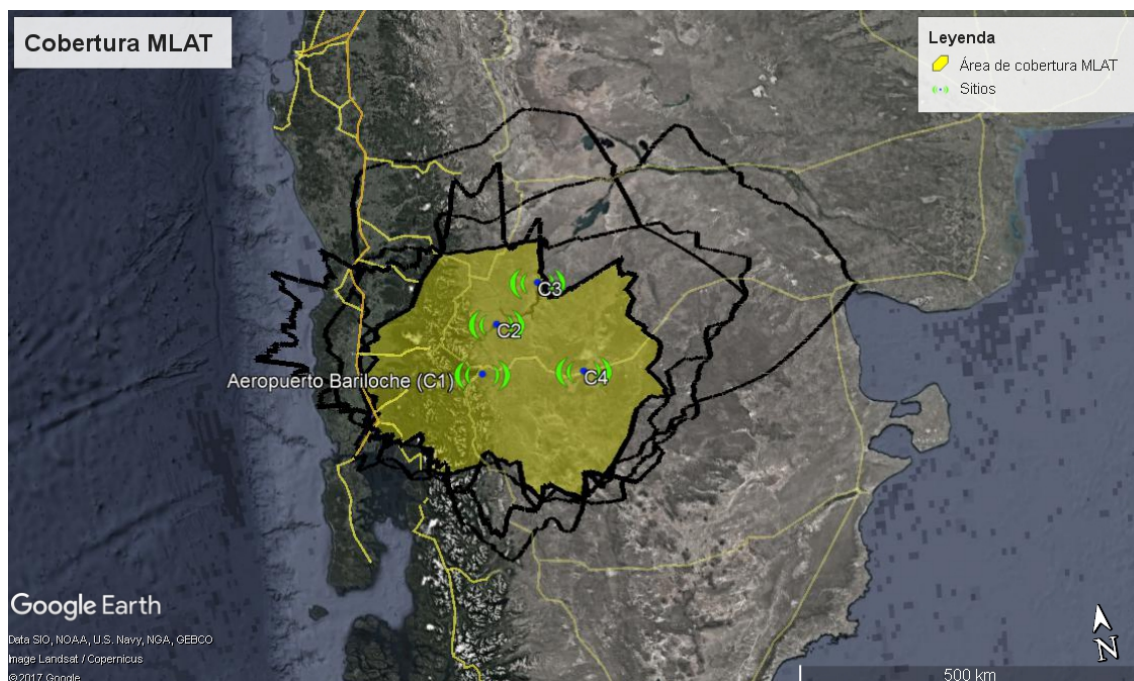 Cobertura MLAT
Leyenda
Área de cobertura MLAT
Sitios
C3
C2
Aeropuerto Bariloche (C1)
C4
Google Earth
Data SIO, NOAA, U.S. Navy, NGA, GEBCO
Image Landsat / Copernicus
©2017 Google
N
500 km